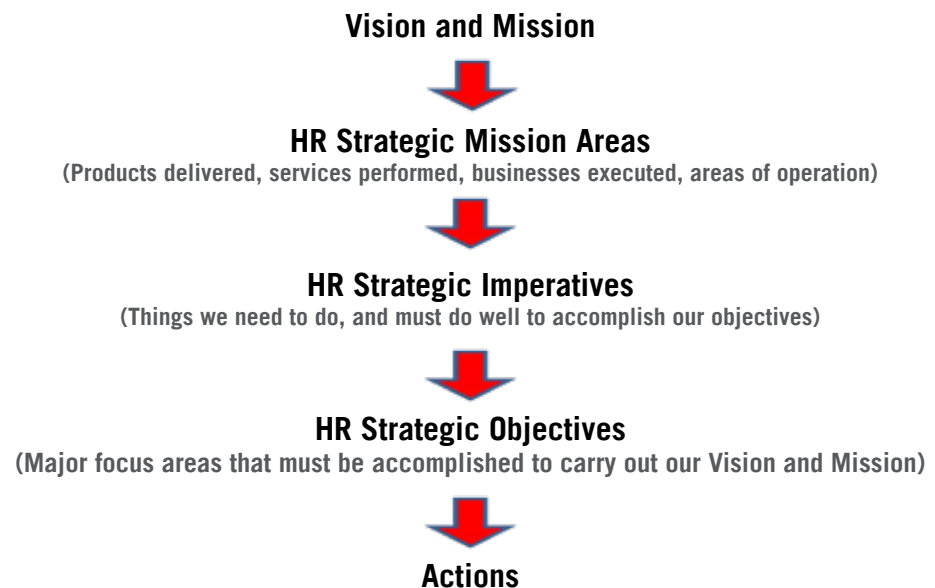 Vision and Mission
HR Strategic Mission Areas
(Products delivered, services performed, businesses executed, areas of operation)
HR Strategic Imperatives
(Things we need to do, and must do well to accomplish our objectives)
HR Strategic Objectives
(Major focus areas that must be accomplished to carry out our Vision and Mission)
Actions